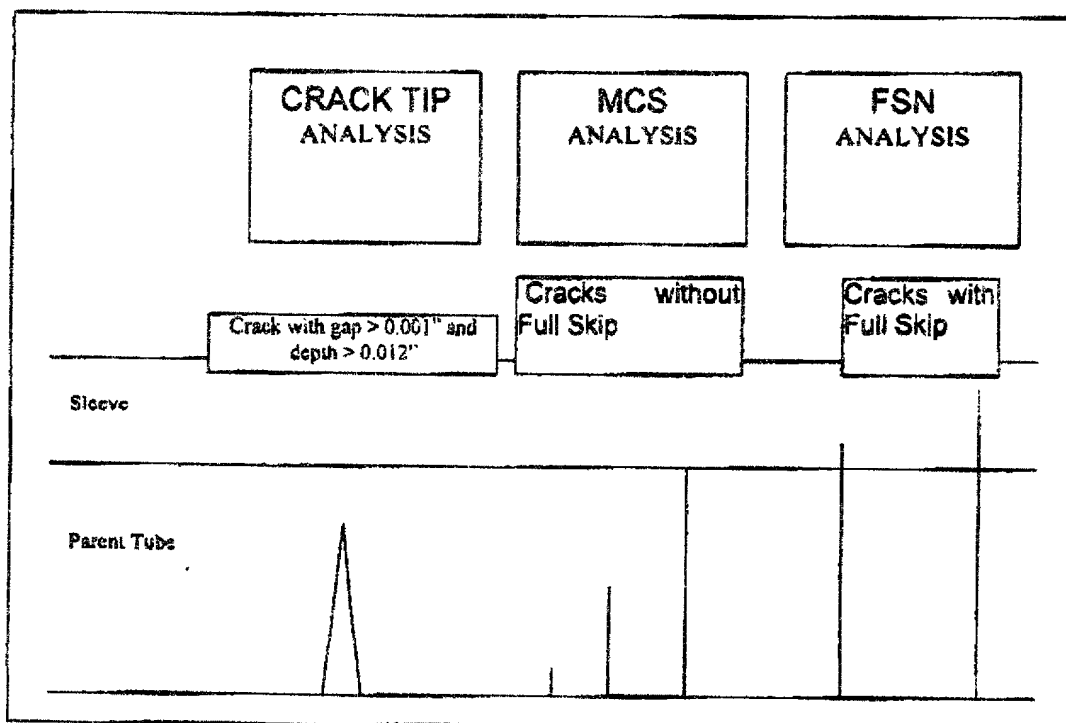 CRACK TIP
ANALYSIS
MCS
ANALYSIS
FSN
ANALYSIS
Crack with gap > 0.001" and
depth > 0.012"
Cracks without
Full Skip
Cracks with
Full Skip
Sleeve
Parent Tube